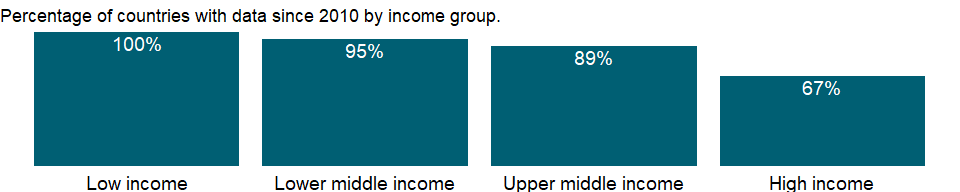 Percentage of countries with data since 2010 by income group.
100%
95%
89%
67%
Low income
Lower middle income
Upper middle income
High income